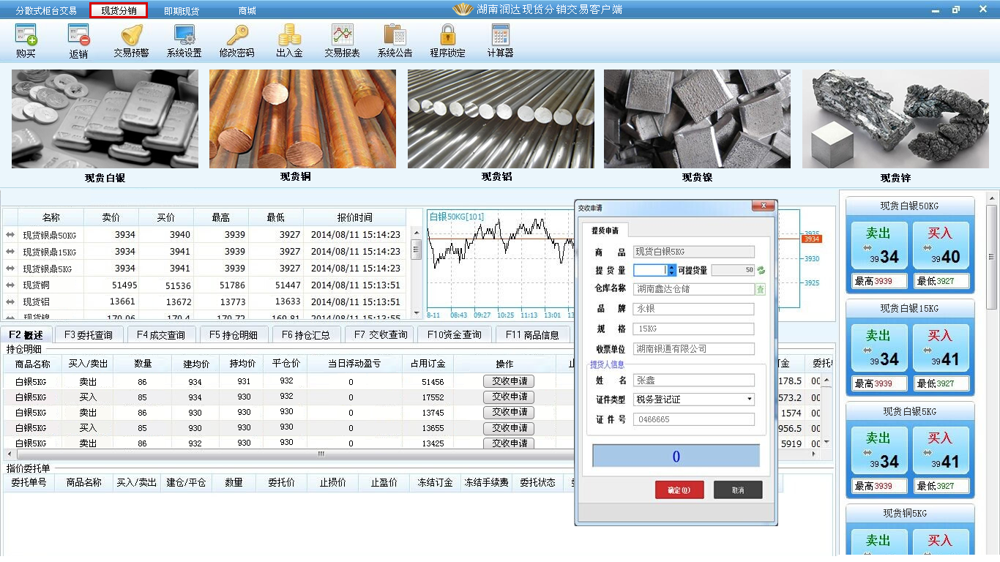 分散式柜台交易 现货分销 即期现货 商城 湖南润达现货分销交易客户端
购买 返销 交易预警 系统设置 修改密码 出入金 交易报表 系统公告 程序锁定 计算器
现货白银 现货铜 现货铝 现货镍 现货锌
名称 卖价 买价 最高 最低 报价时间
现货银鼎50KG 3934 3940 3939 3927 2014/08/11 15:14:23
现货银鼎15KG 3934 3941 3939 3927 2014/08/11 15:14:23
现货银鼎5KG 3934 3941 3939 3927 2014/08/11 15:14:23
现货铜 51495 51536 51786 51447 2014/08/11 15:13:51
现货铝 13661 13672 13773 13633 2014/08/11 15:13:51
现货镍 170.06 170.4 170.72 169.81 2014/08/11 15:13:55
白银50KG[101]
3935
3934
3930
3925
8-11 08:43 09:27 10:25 11:13 13:01 13
F2 概述 F3 委托查询 F4 成交查询 F5 持仓明细 F6 持仓汇总 F7 交收查询 F10资金查询 F11 商品信息
持仓明细
商品名称 买入/卖出 数量 建均价 持均价 平仓价 当日浮动盈亏 占用订金 操作 止 订金 委托
白银5KG 卖出 86 934 931 932 0 51456 交收申请 178.5 00
白银5KG 买入 85 934 930 932 0 17552 交收申请 573.2 00
白银5KG 卖出 86 930 930 930 0 13745 交收申请 1574 00
白银5KG 买入 85 930 930 930 0 13655 交收申请 956.5 00
白银5KG 卖出 86 932 930 930 0 13425 交收申请 5919 00
指价委托单
委托单号 商品名称 买入/卖出 建仓/平仓 数量 委托价 止损价 止盈价 冻结订金 冻结手续费 委托状态
交收申请
提货申请
商品 现货白银5KG
提货量 可提货量 50
仓库名称 湖南鑫达仓储 查
品牌 永银
规格 15KG
收票单位 湖南银通有限公司
提货人信息
姓名 张鑫
证件类型 税务登记证
证件号 0466665
0
确定(O) 取消
现货白银50KG
卖出 买入
3934 3940
最高3939 最低3927
现货白银15KG
卖出 买入
3934 3941
最高3939 最低3927
现货白银5KG
卖出 买入
3934 3941
最高3939 最低3927
现货铜5KG
卖出 买入